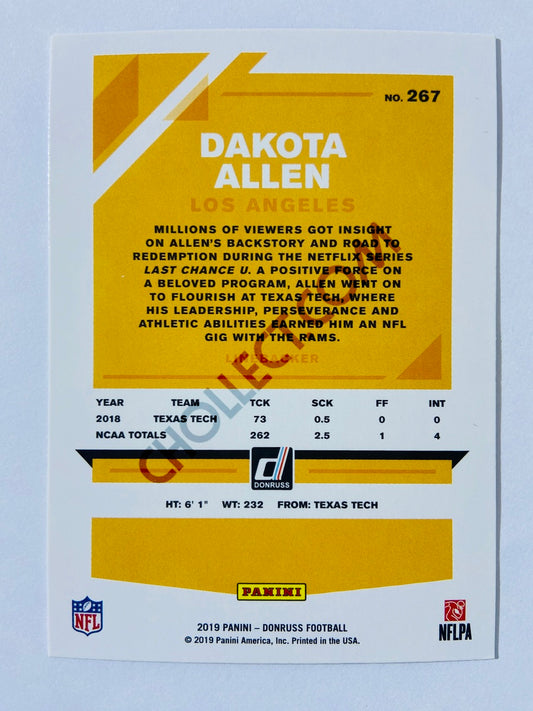 NO. 267
DAKOTA
ALLEN
LOS ANGELES
MILLIONS OF VIEWERS GOT INSIGHT
ON ALLEN'S BACKSTORY AND ROAD TO
REDEMPTION DURING THE NETFLIX SERIES
LAST CHANCE U. A POSITIVE FORCE ON
A BELOVED PROGRAM, ALLEN WENT ON
TO FLOURISH AT TEXAS TECH, WHERE
HIS LEADERSHIP, PERSEVERANCE AND
ATHLETIC ABILITIES EARNED HIM AN NFL
GIG WITH THE RAMS.
LINEBACKER
CHOLLECT.COM
YEAR TEAM TCK SCK FF INT
2018 TEXAS TECH 73 0.5 0 0
NCAA TOTALS 262 2.5 1 4
d
DONRUSS
HT: 6' 1" WT: 232 FROM: TEXAS TECH
PANINI
NFL
2019 PANINI – DONRUSS FOOTBALL
© 2019 Panini America, Inc. Printed in the USA.
NFLPA